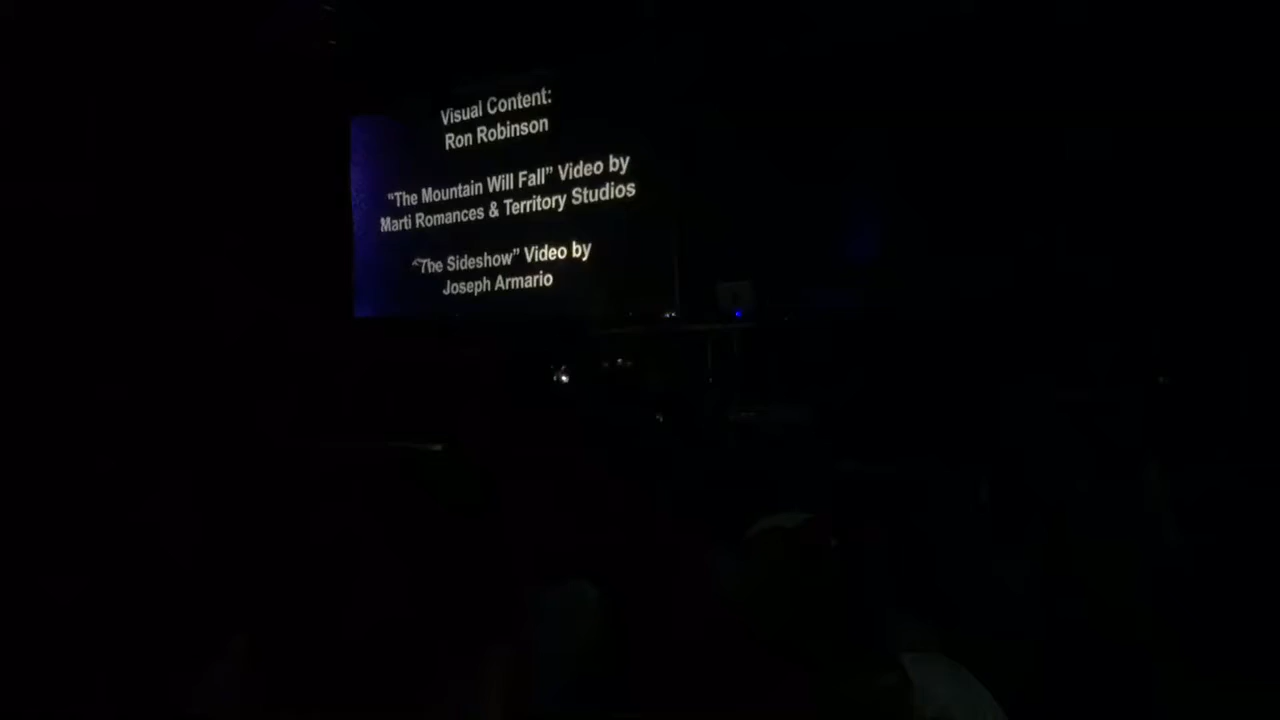 Visual Content:
Ron Robinson
"The Mountain Will Fall" Video by
Marti Romances & Territory Studios
"The Sideshow" Video by
Joseph Armario